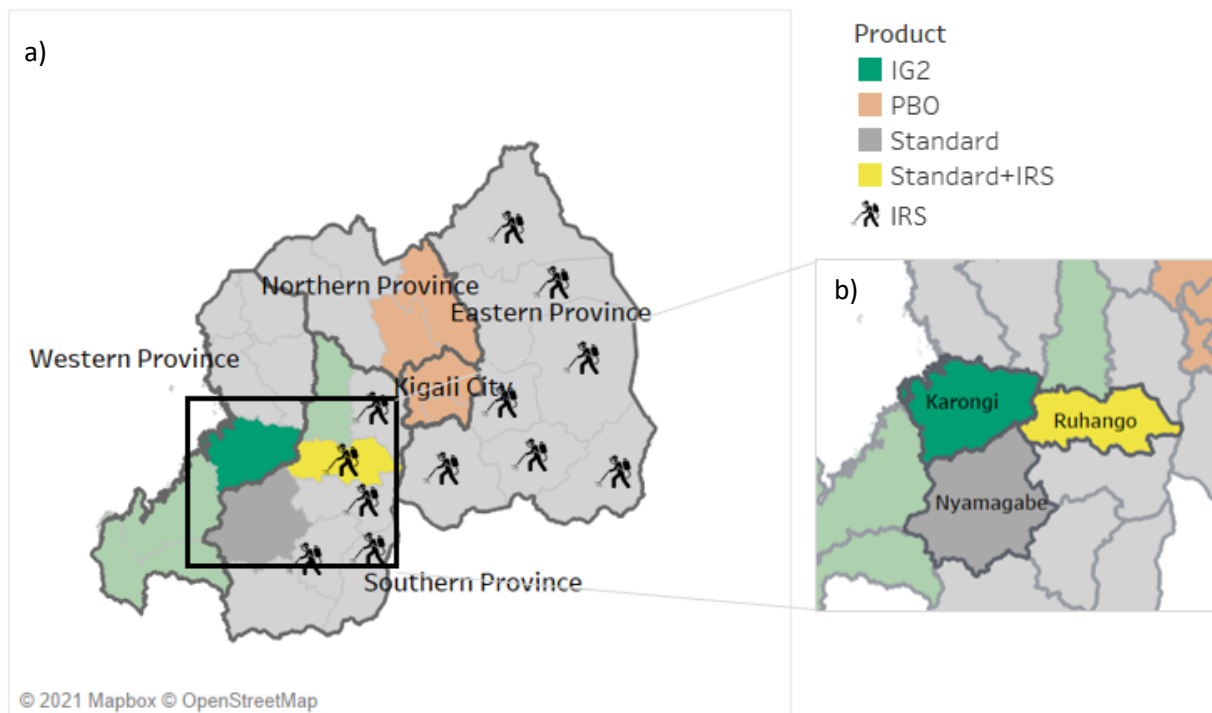 a)
Product
IG2
PBO
Standard
Standard+IRS
IRS
Northern Province
Eastern Province
Western Province
Kigali City
Southern Province
b)
Karongi
Ruhango
Nyamagabe
© 2021 Mapbox © OpenStreetMap